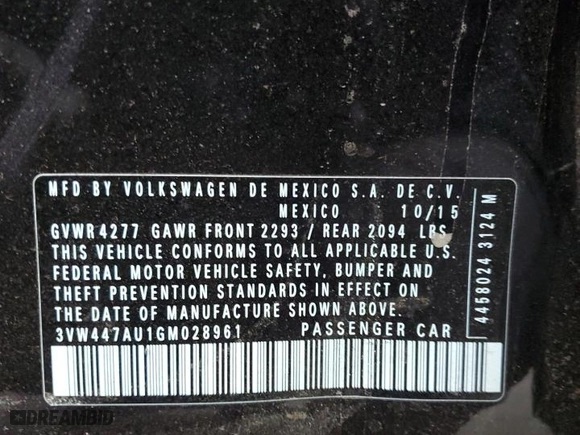 MFD BY VOLKSWAGEN DE MEXICO S.A. DE C.V.
MEXICO 10/15
GVWR 4277 GAWR FRONT 2293 / REAR 2094 LBS
THIS VEHICLE CONFORMS TO ALL APPLICABLE U.S.
FEDERAL MOTOR VEHICLE SAFETY, BUMPER AND
THEFT PREVENTION STANDARDS IN EFFECT ON
THE DATE OF MANUFACTURE SHOWN ABOVE.
3VW447AU1GM028961 PASSENGER CAR
4458024 3124 M
DREAMBID